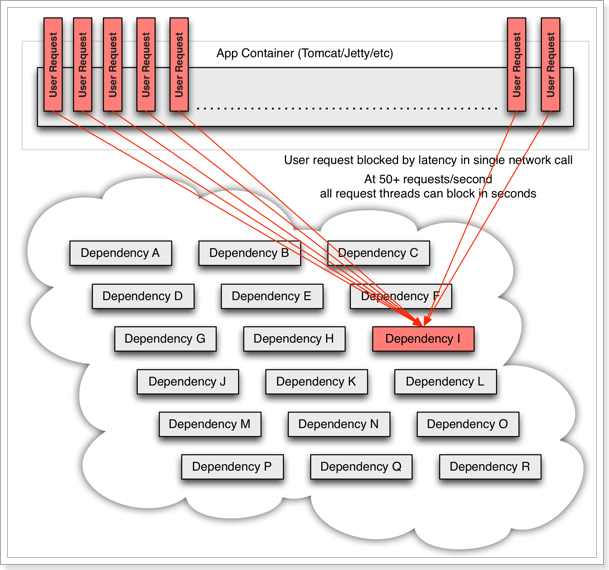 User Request
User Request
User Request
User Request
User Request
User Request
User Request
App Container (Tomcat/Jetty/etc)
User request blocked by latency in single network call
At 50+ requests/second
all request threads can block in seconds
Dependency A
Dependency B
Dependency C
Dependency D
Dependency E
Dependency F
Dependency G
Dependency H
Dependency I
Dependency J
Dependency K
Dependency L
Dependency M
Dependency N
Dependency O
Dependency P
Dependency Q
Dependency R